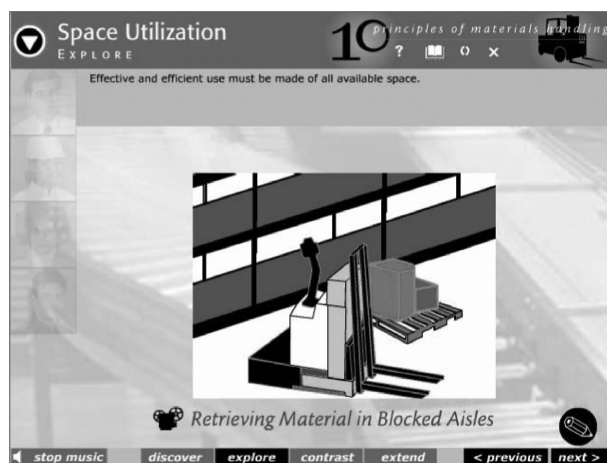 Space Utilization
EXPLORE
10 principles of materials handling
? () ×
Effective and efficient use must be made of all available space.
Retrieving Material in Blocked Aisles
stop music discover explore contrast extend < previous next >